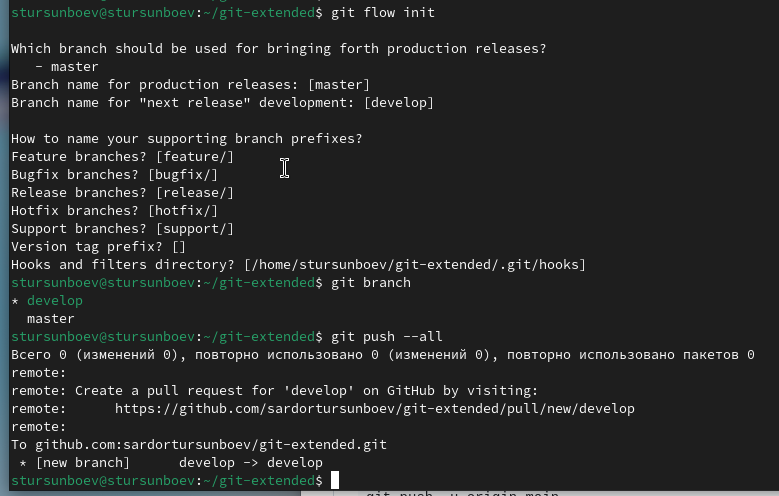 stursunboev@stursunboev:~/git-extended$ git flow init

Which branch should be used for bringing forth production releases?
   - master
Branch name for production releases: [master]
Branch name for "next release" development: [develop]

How to name your supporting branch prefixes?
Feature branches? [feature/]
Bugfix branches? [bugfix/]
Release branches? [release/]
Hotfix branches? [hotfix/]
Support branches? [support/]
Version tag prefix? []
Hooks and filters directory? [/home/stursunboev/git-extended/.git/hooks]
stursunboev@stursunboev:~/git-extended$ git branch
* develop
  master
stursunboev@stursunboev:~/git-extended$ git push --all
Всего 0 (изменений 0), повторно использовано 0 (изменений 0), повторно использовано пакетов 0
remote:
remote: Create a pull request for 'develop' on GitHub by visiting:
remote:      https://github.com/sardortursunboev/git-extended/pull/new/develop
remote:
To github.com:sardortursunboev/git-extended.git
 * [new branch]      develop -> develop
stursunboev@stursunboev:~/git-extended$
git push -u origin main